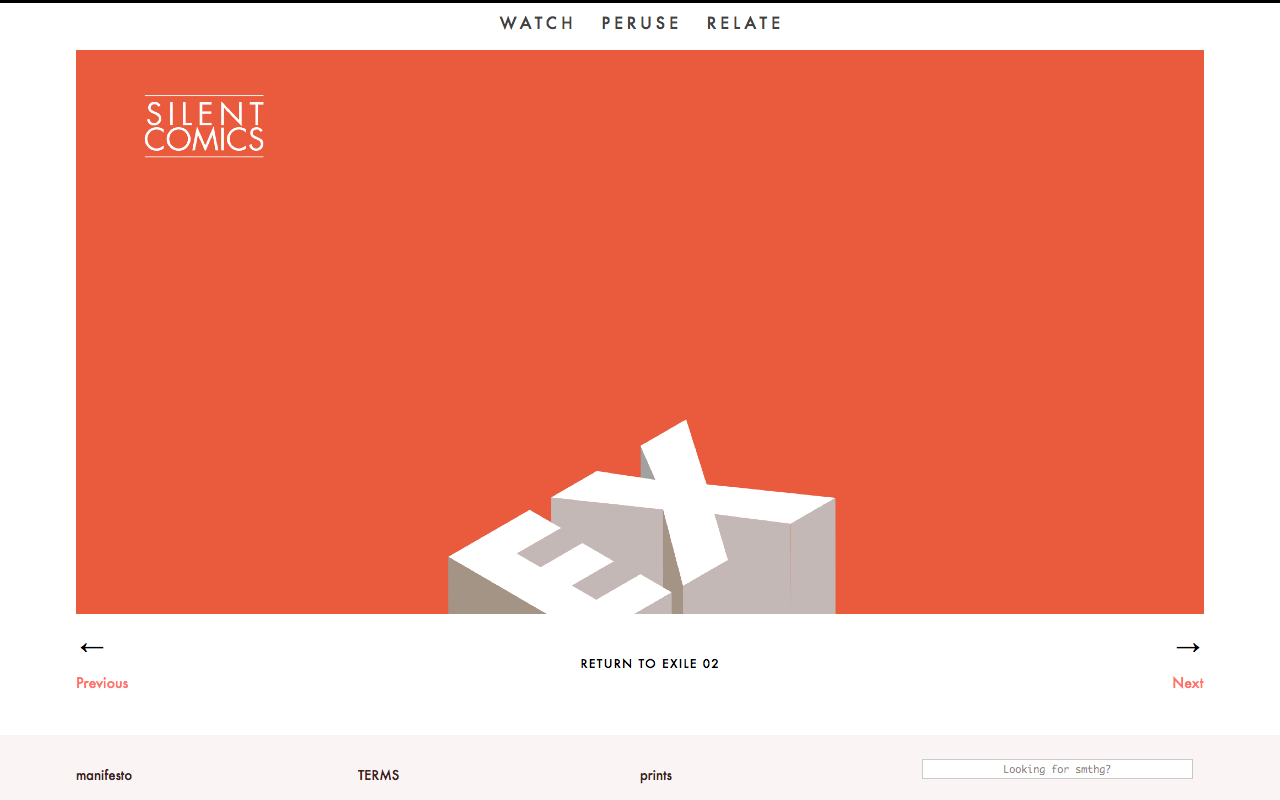 WATCH PERUSE RELATE
SILENT
COMICS
EX
← →
RETURN TO EXILE 02
Previous Next
manifesto TERMS prints Looking for smthg?